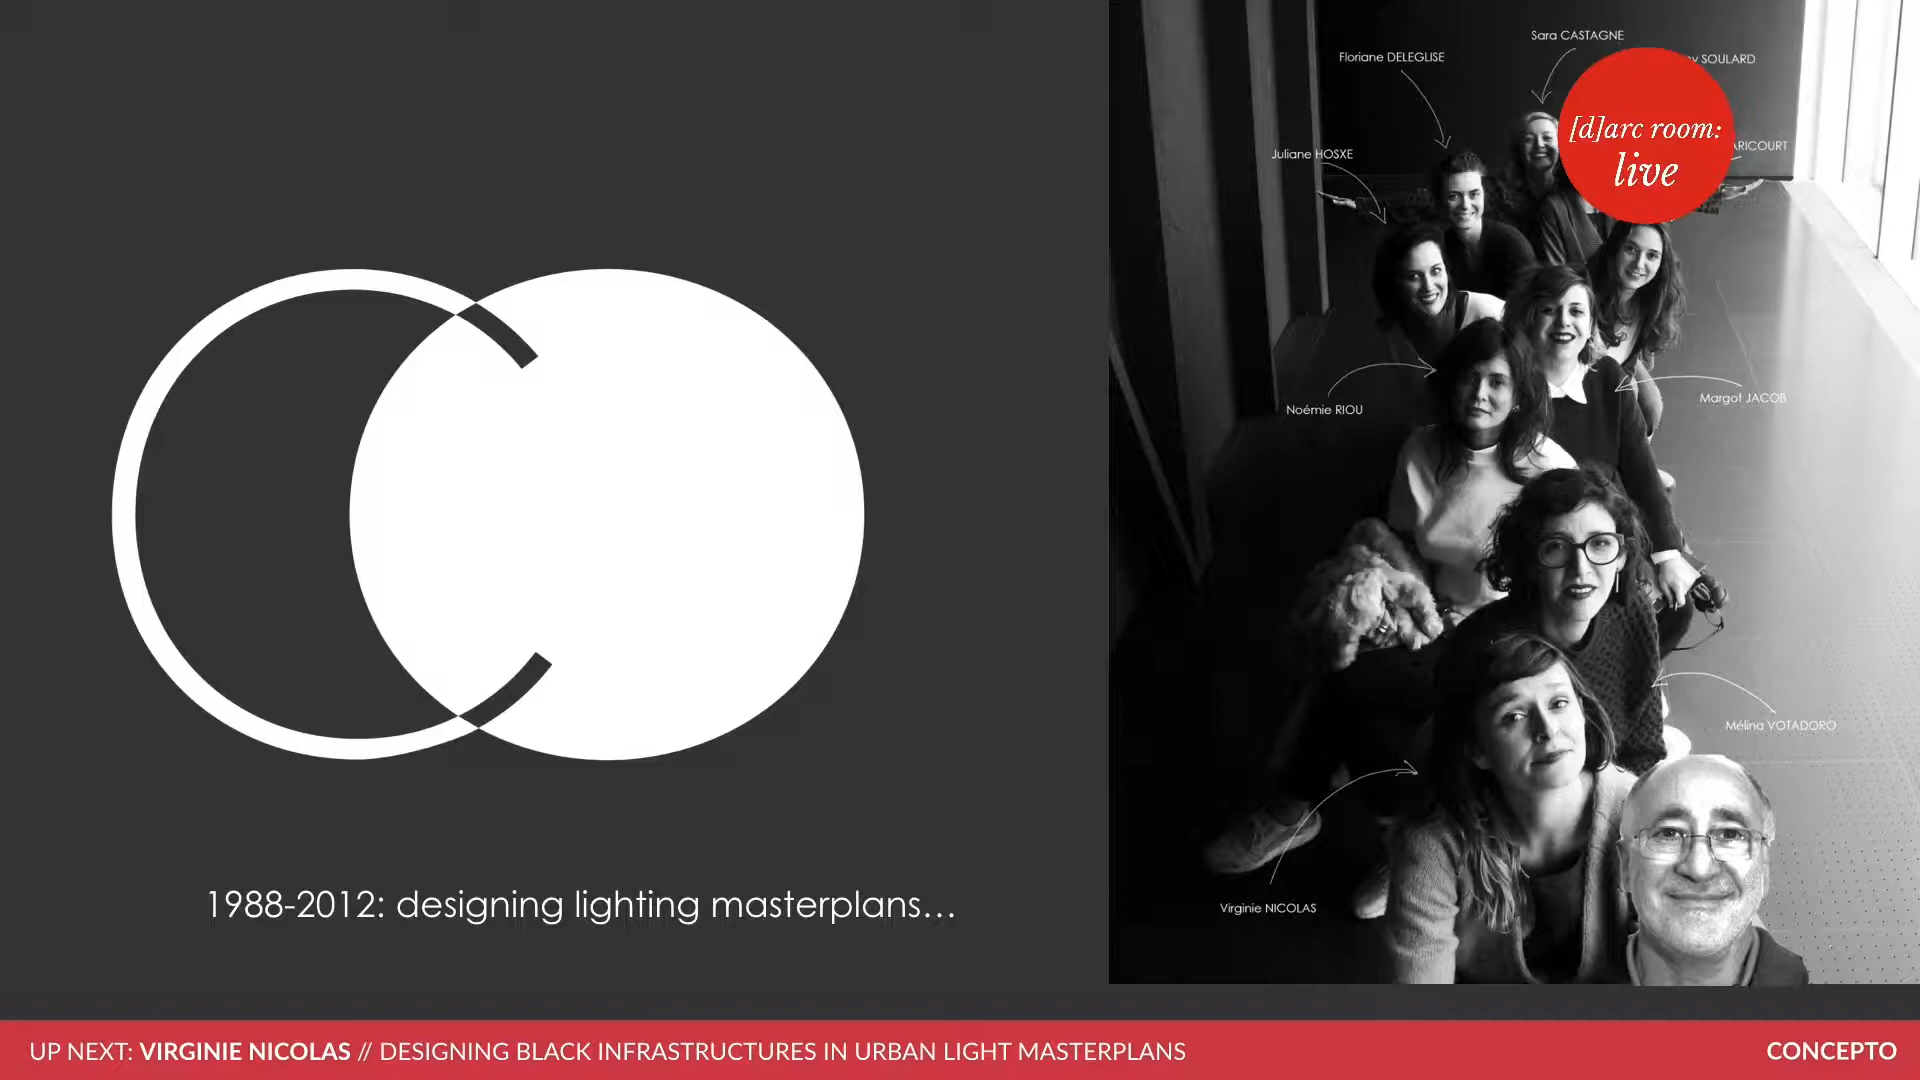 Sara CASTAGNE
Floriane DELEGLISE
SOULARD
[d]arc room:
live
Juliane HOSXE
Noémie RIOU
Margot JACOB
Mélina VOTADORO
Virginie NICOLAS
1988-2012: designing lighting masterplans...
UP NEXT: VIRGINIE NICOLAS // DESIGNING BLACK INFRASTRUCTURES IN URBAN LIGHT MASTERPLANS
CONCEPTO